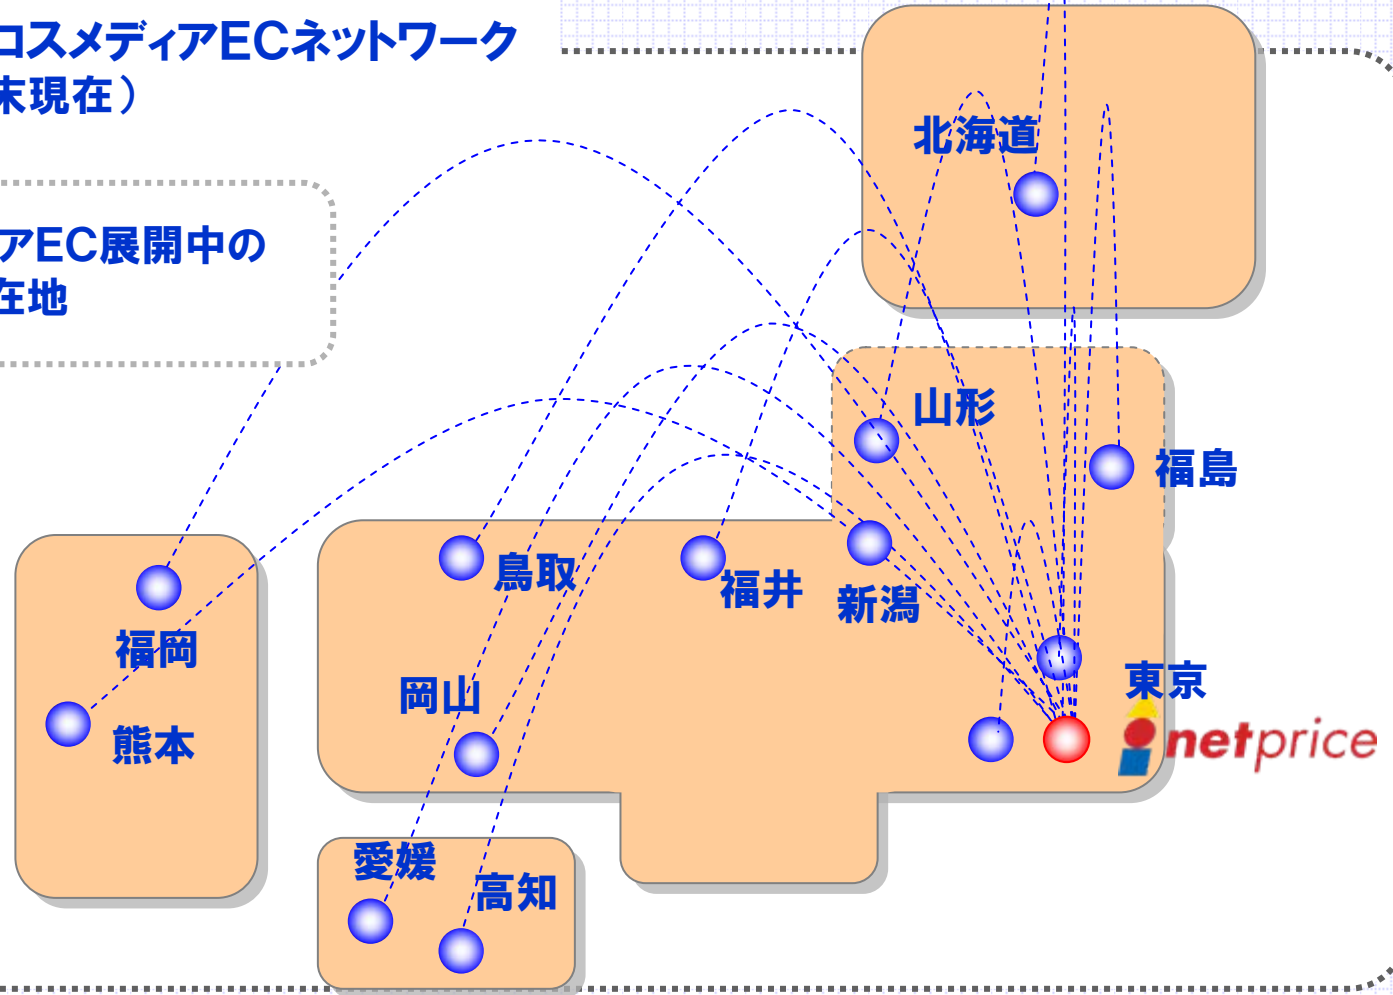 コスメディアECネットワーク
末現在）
アEC展開中の
在地
北海道
山形
福島
鳥取
福井
新潟
福岡
岡山
東京
熊本
netprice
愛媛
高知